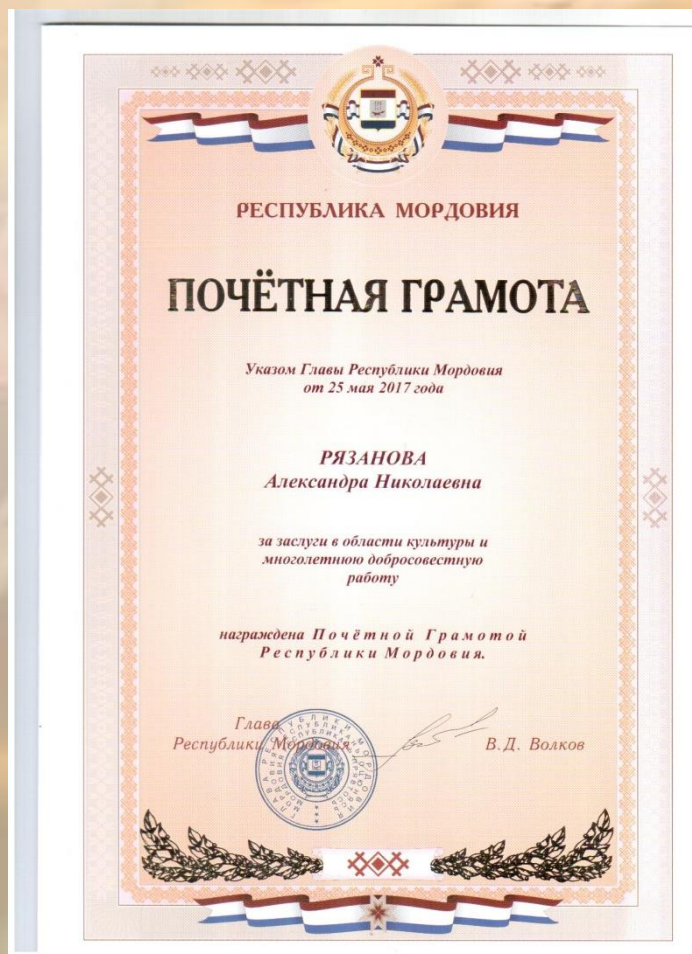 РЕСПУБЛИКА МОРДОВИЯ
ПОЧЁТНАЯ ГРАМОТА
Указом Главы Республики Мордовия
от 25 мая 2017 года
РЯЗАНОВА
Александра Николаевна
за заслуги в области культуры и
многолетнюю добросовестную
работу
награждена Почётной Грамотой
Республики Мордовия.
Глава
Республики Мордовия В.Д. Волков